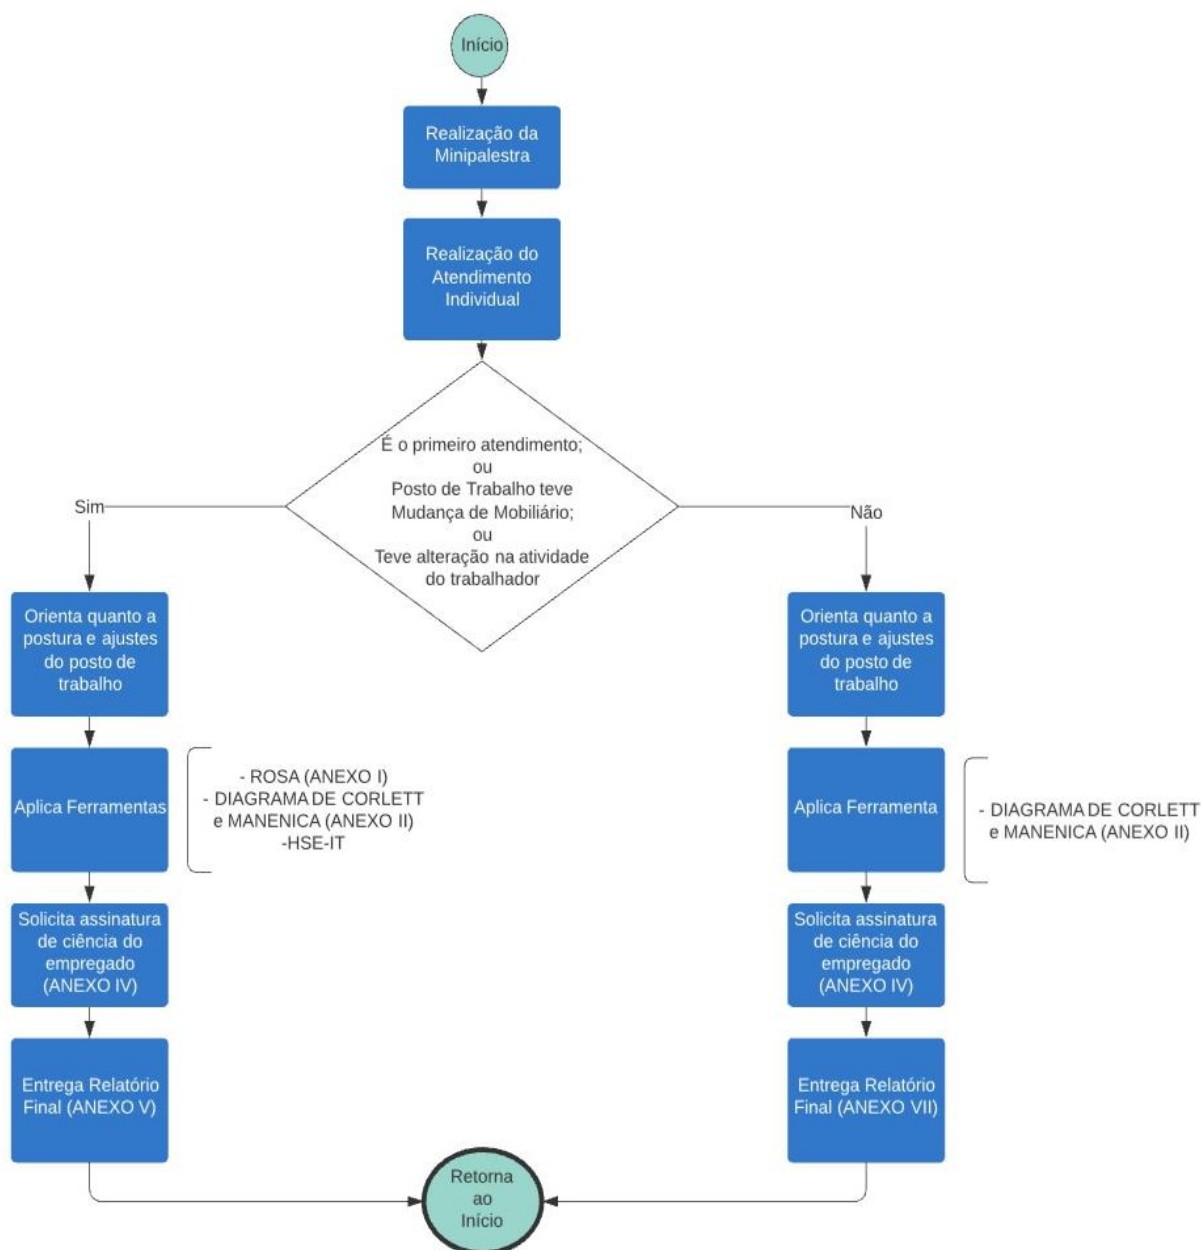 Início
Realização da
Minipalestra
Realização do
Atendimento
Individual
É o primeiro atendimento;
ou
Posto de Trabalho teve
Mudança de Mobiliário;
ou
Teve alteração na atividade
do trabalhador
Sim
Orienta quanto a
postura e ajustes
do posto de
trabalho
Aplica Ferramentas
- ROSA (ANEXO I)
- DIAGRAMA DE CORLETT
e MANENICA (ANEXO II)
-HSE-IT
Solicita assinatura
de ciência do
empregado
(ANEXO IV)
Entrega Relatório
Final (ANEXO V)
Não
Orienta quanto a
postura e ajustes
do posto de
trabalho
Aplica Ferramenta
- DIAGRAMA DE CORLETT
e MANENICA (ANEXO II)
Solicita assinatura
de ciência do
empregado
(ANEXO IV)
Entrega Relatório
Final (ANEXO VII)
Retorna
ao
Início